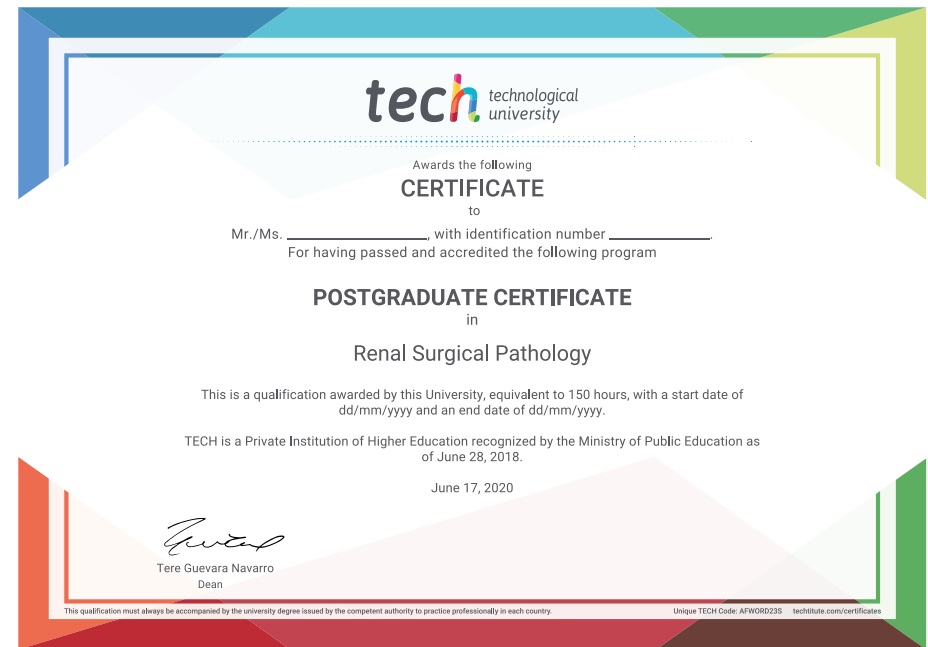 tech technological
university
Awards the following
CERTIFICATE
to
Mr./Ms. ____________________, with identification number ______________.
For having passed and accredited the following program
POSTGRADUATE CERTIFICATE
in
Renal Surgical Pathology
This is a qualification awarded by this University, equivalent to 150 hours, with a start date of
dd/mm/yyyy and an end date of dd/mm/yyyy.
TECH is a Private Institution of Higher Education recognized by the Ministry of Public Education as
of June 28, 2018.
June 17, 2020
Tere Guevara Navarro
Dean
This qualification must always be accompanied by the university degree issued by the competent authority to practice professionally in each country. Unique TECH Code: AFWORD23S techtitute.com/certificates